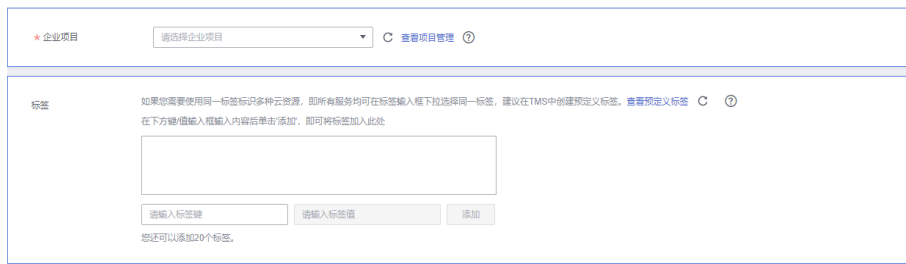 ★ 企业项目 请选择企业项目 查看项目管理
标签 如果您需要使用同一标签标识多种云资源，即所有服务均可在标签输入框下拉选择同一标签，建议在TMS中创建预定义标签。查看预定义标签
在下方键/值输入框输入内容后单击'添加'，即可将标签加入此处
请输入标签键 请输入标签值 添加
您还可以添加20个标签。